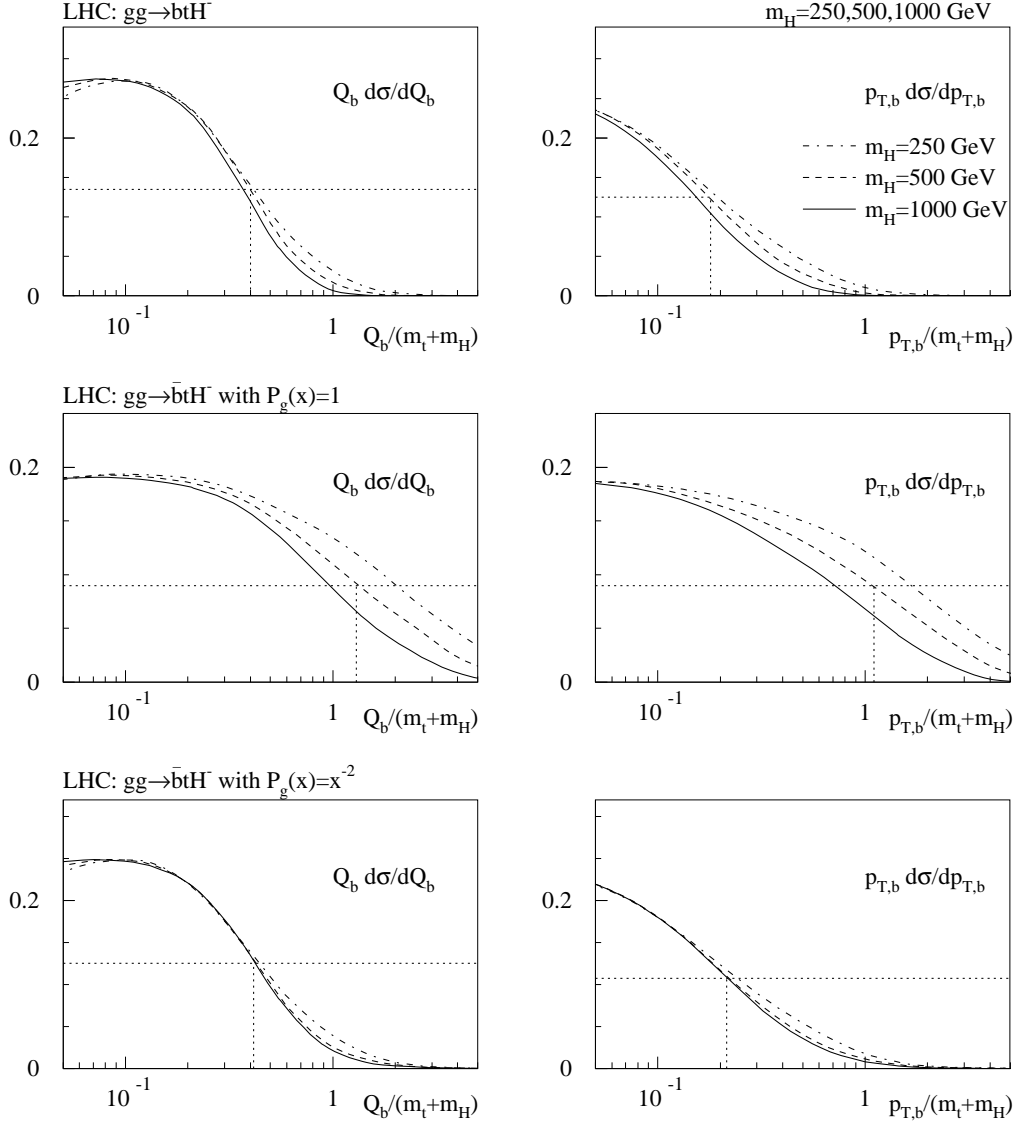 LHC: gg→btH⁻
m_H=250,500,1000 GeV
Q_b dσ/dQ_b
p_T,b dσ/dp_T,b
m_H=250 GeV
m_H=500 GeV
m_H=1000 GeV
0.2
0
10⁻¹
1
Q_b/(m_t+m_H)
0.2
0
10⁻¹
1
p_T,b/(m_t+m_H)
LHC: gg→b̄tH⁻ with P_g(x)=1
Q_b dσ/dQ_b
p_T,b dσ/dp_T,b
0.2
0
10⁻¹
1
Q_b/(m_t+m_H)
0.2
0
10⁻¹
1
p_T,b/(m_t+m_H)
LHC: gg→b̄tH⁻ with P_g(x)=x⁻²
Q_b dσ/dQ_b
p_T,b dσ/dp_T,b
0.2
0
10⁻¹
1
Q_b/(m_t+m_H)
0.2
0
10⁻¹
1
p_T,b/(m_t+m_H)